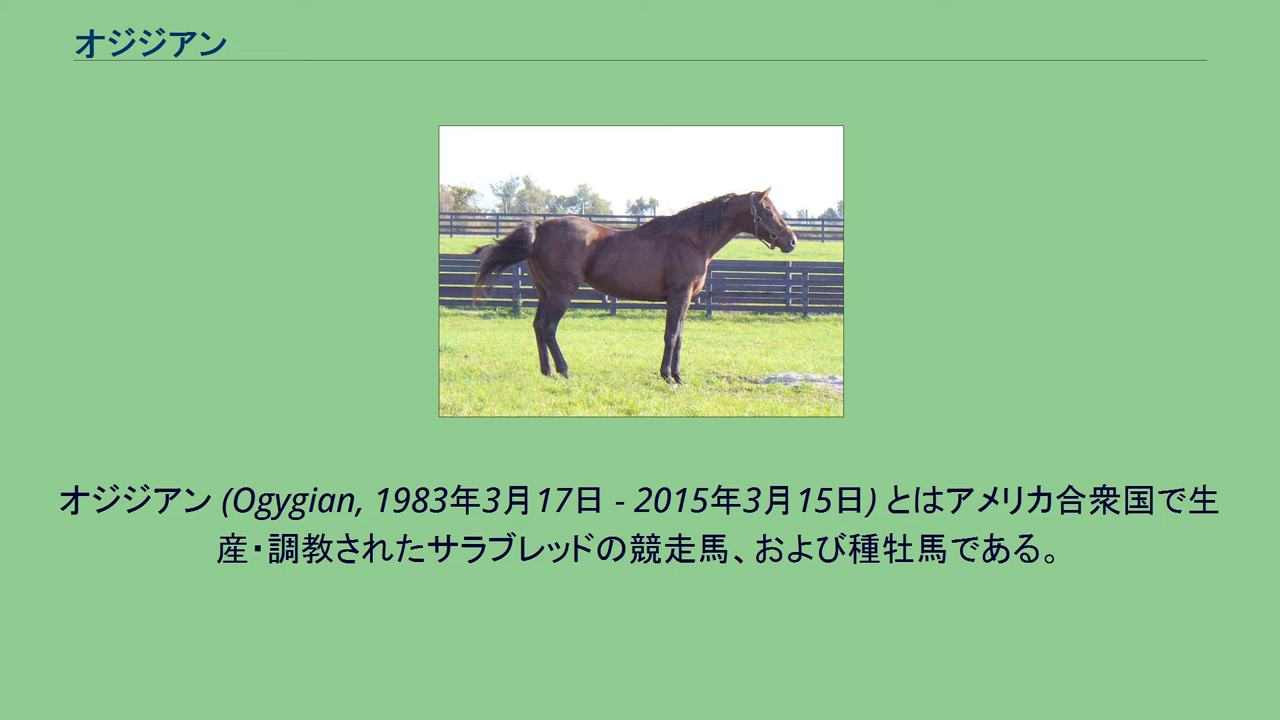 オジジアン
オジジアン (Ogygian, 1983年3月17日 - 2015年3月15日) とはアメリカ合衆国で生
産・調教されたサラブレッドの競走馬、および種牡馬である。